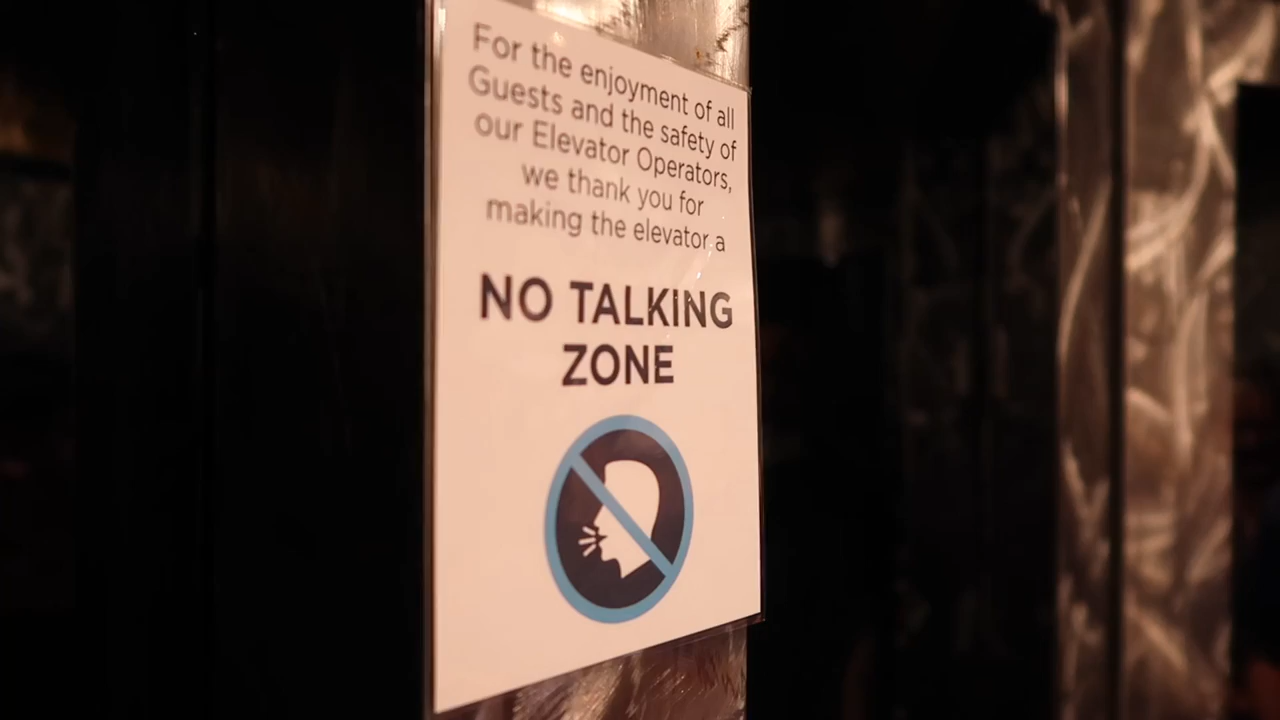 For the enjoyment of all
Guests and the safety of
our Elevator Operators,
we thank you for
making the elevator a
NO TALKING
ZONE